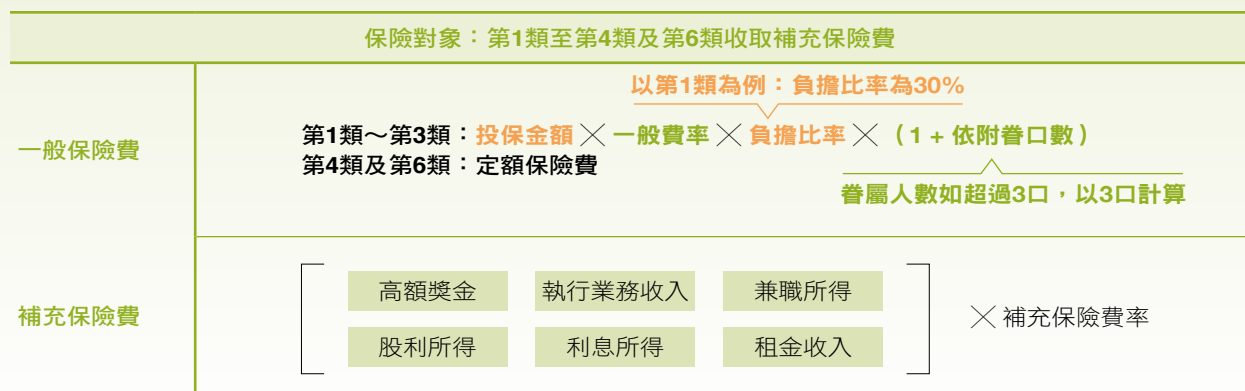 保險對象：第1類至第4類及第6類收取補充保險費
一般保險費
以第1類為例：負擔比率為30%
第1類～第3類：投保金額×一般費率×負擔比率×（1 + 依附眷口數）
第4類及第6類：定額保險費
眷屬人數如超過3口，以3口計算
補充保險費
高額獎金 執行業務收入 兼職所得
股利所得 利息所得 租金收入
×補充保險費率